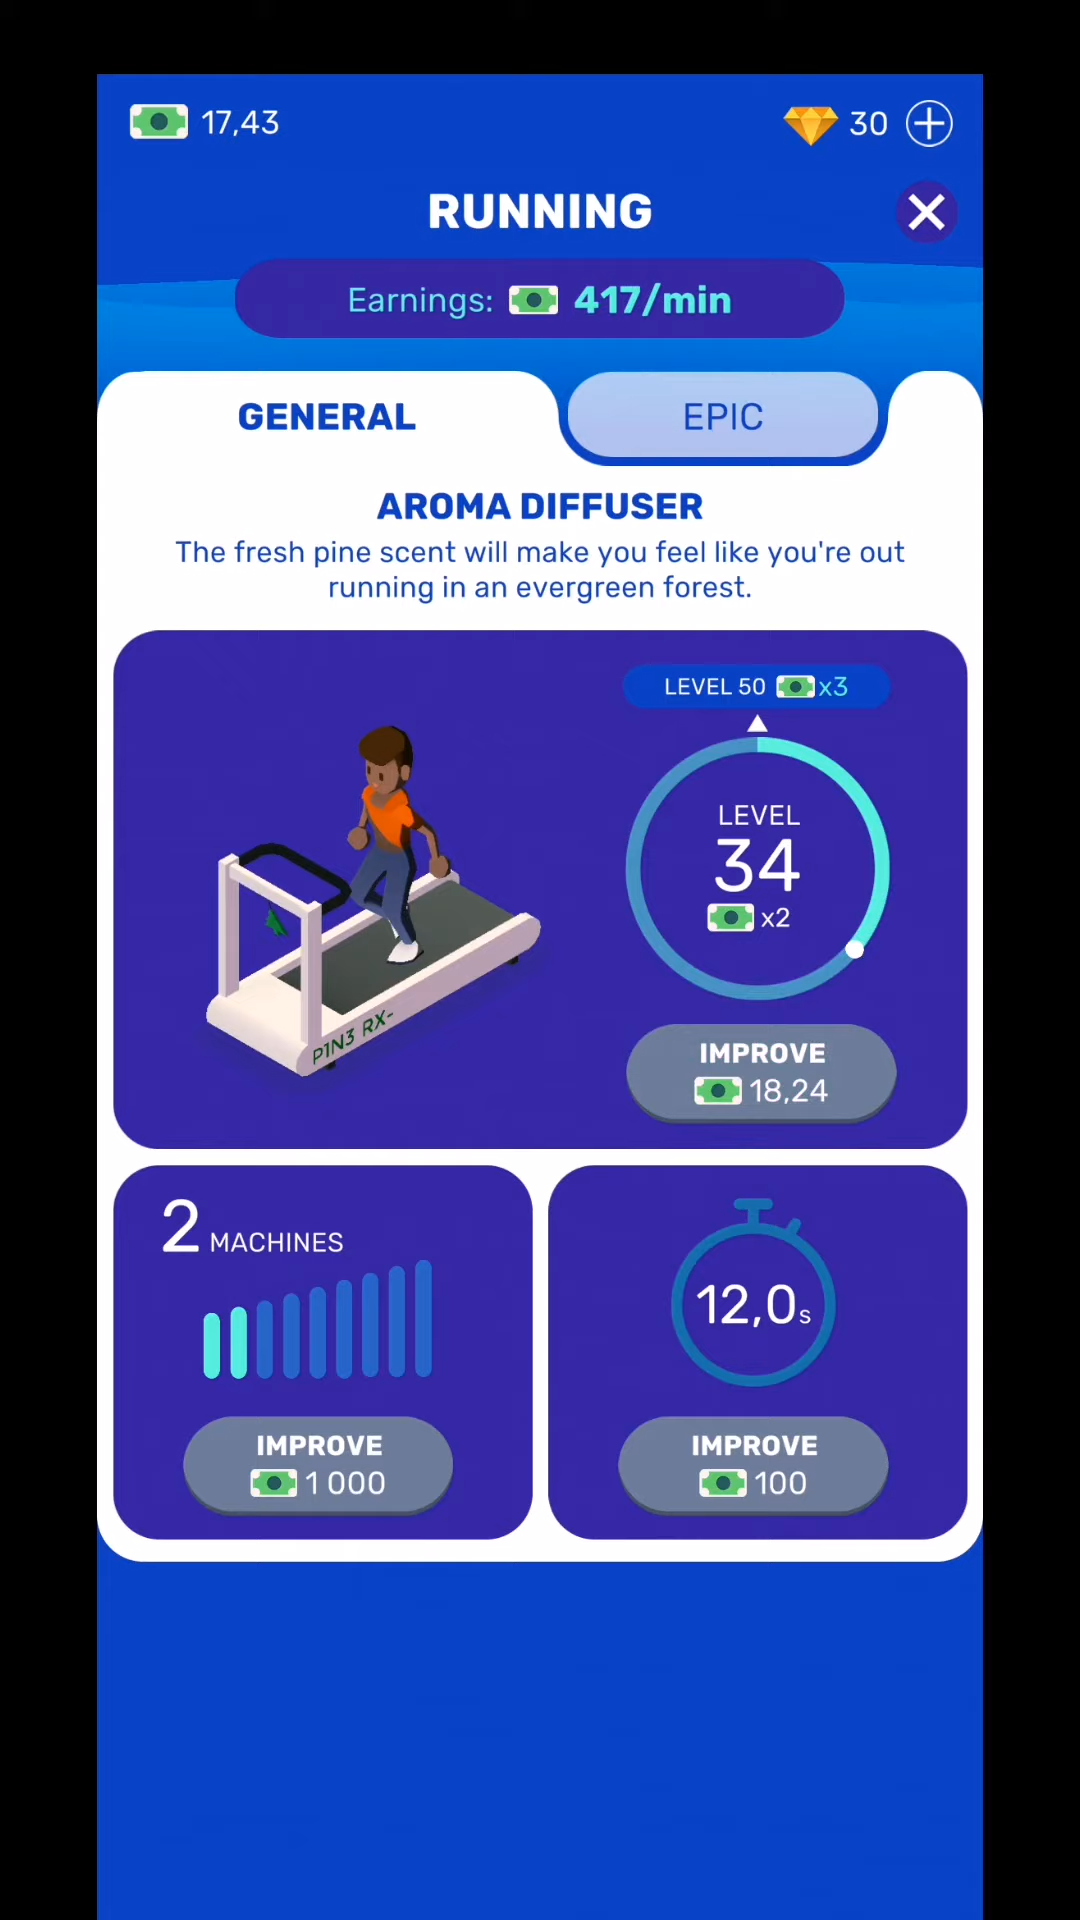 17,43
30
RUNNING
Earnings: 417/min
GENERAL
EPIC
AROMA DIFFUSER
The fresh pine scent will make you feel like you're out
running in an evergreen forest.
LEVEL 50 x3
LEVEL
34
x2
P1N3 RX-
IMPROVE
18,24
2 MACHINES
IMPROVE
1 000
12,0s
IMPROVE
100